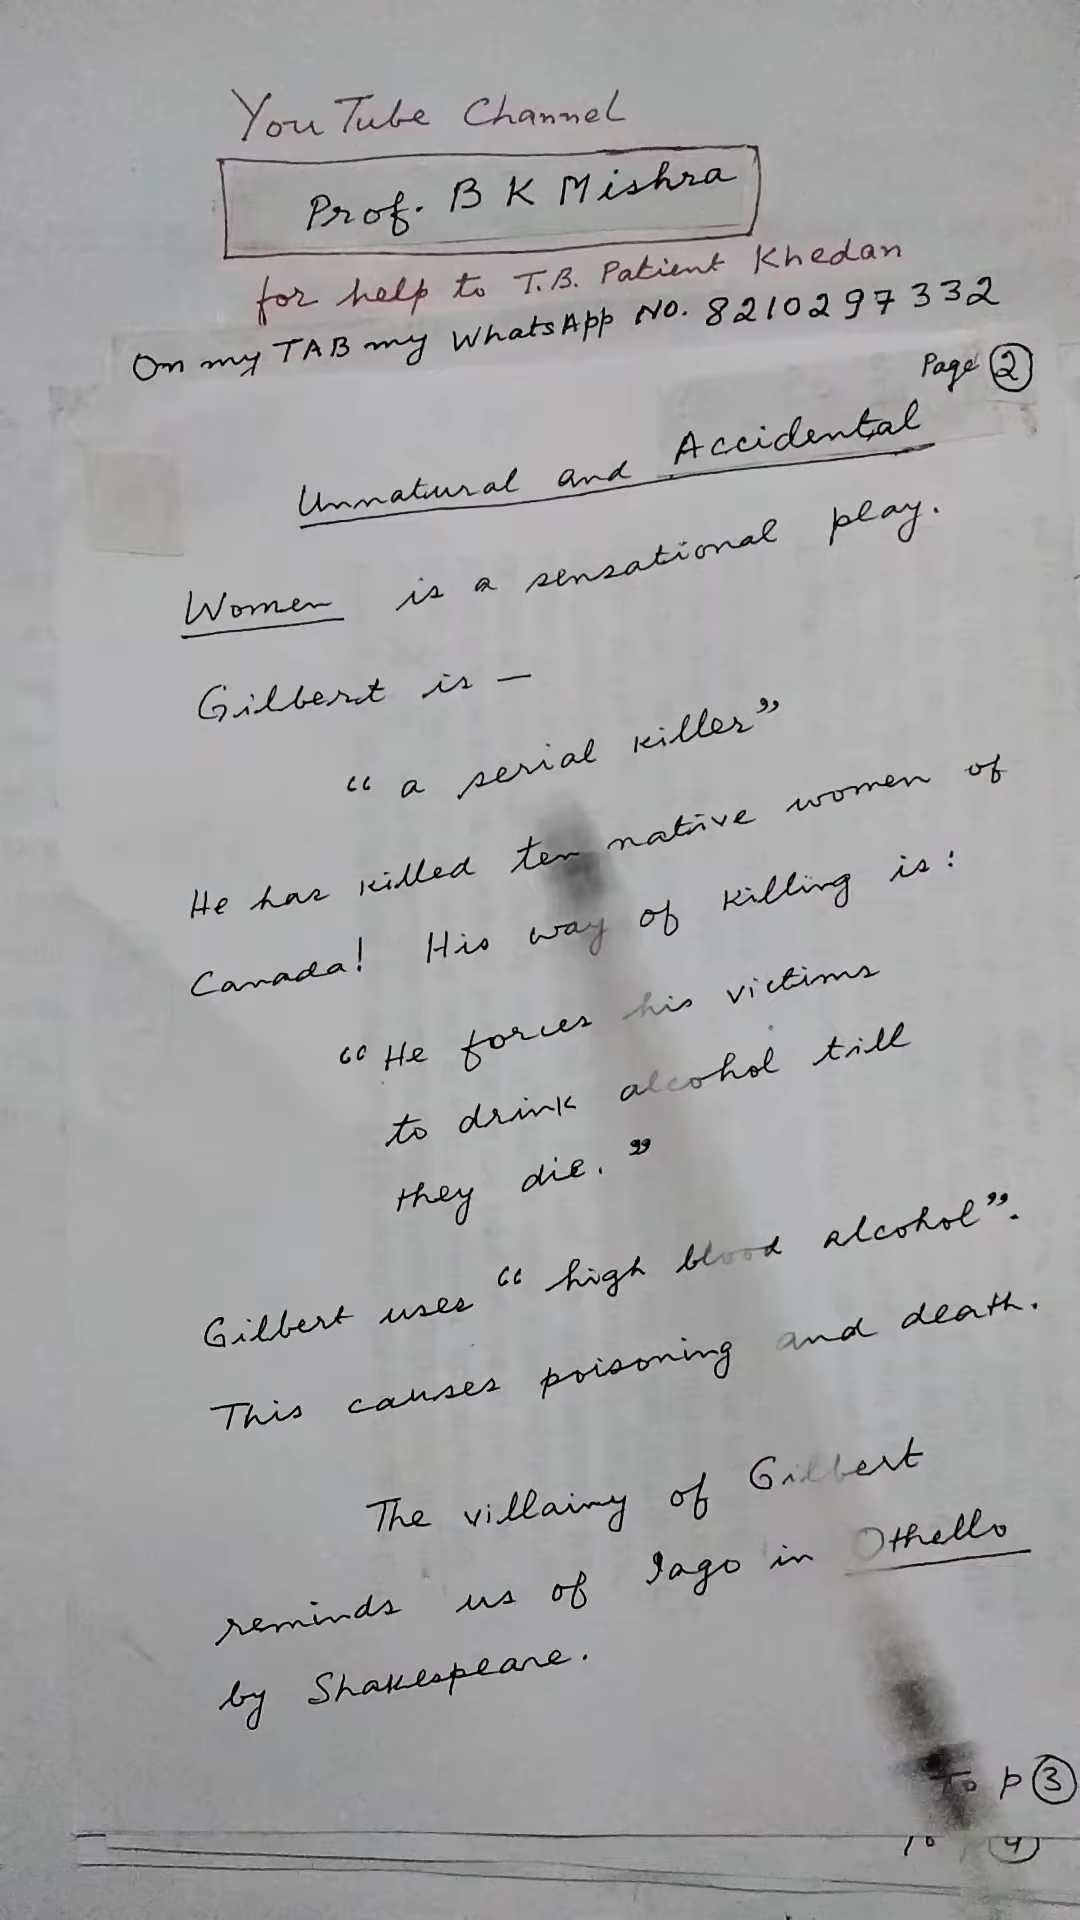 YouTube Channel
Prof. B K Mishra
for help to T.B. Patient Khedan
On my TAB my WhatsApp NO. 8210297332
Page 2
Unnatural and Accidental
Women is a sensational play.
Gilbert is —
“a serial killer”
He has killed ten native women of
Canada! His way of killing is:
“He forces his victims
to drink alcohol till
they die.”
Gilbert uses “high blood alcohol”.
This causes poisoning and death.
The villainy of Gilbert
reminds us of Iago in Othello
by Shakespeare.
To p 3
To 4